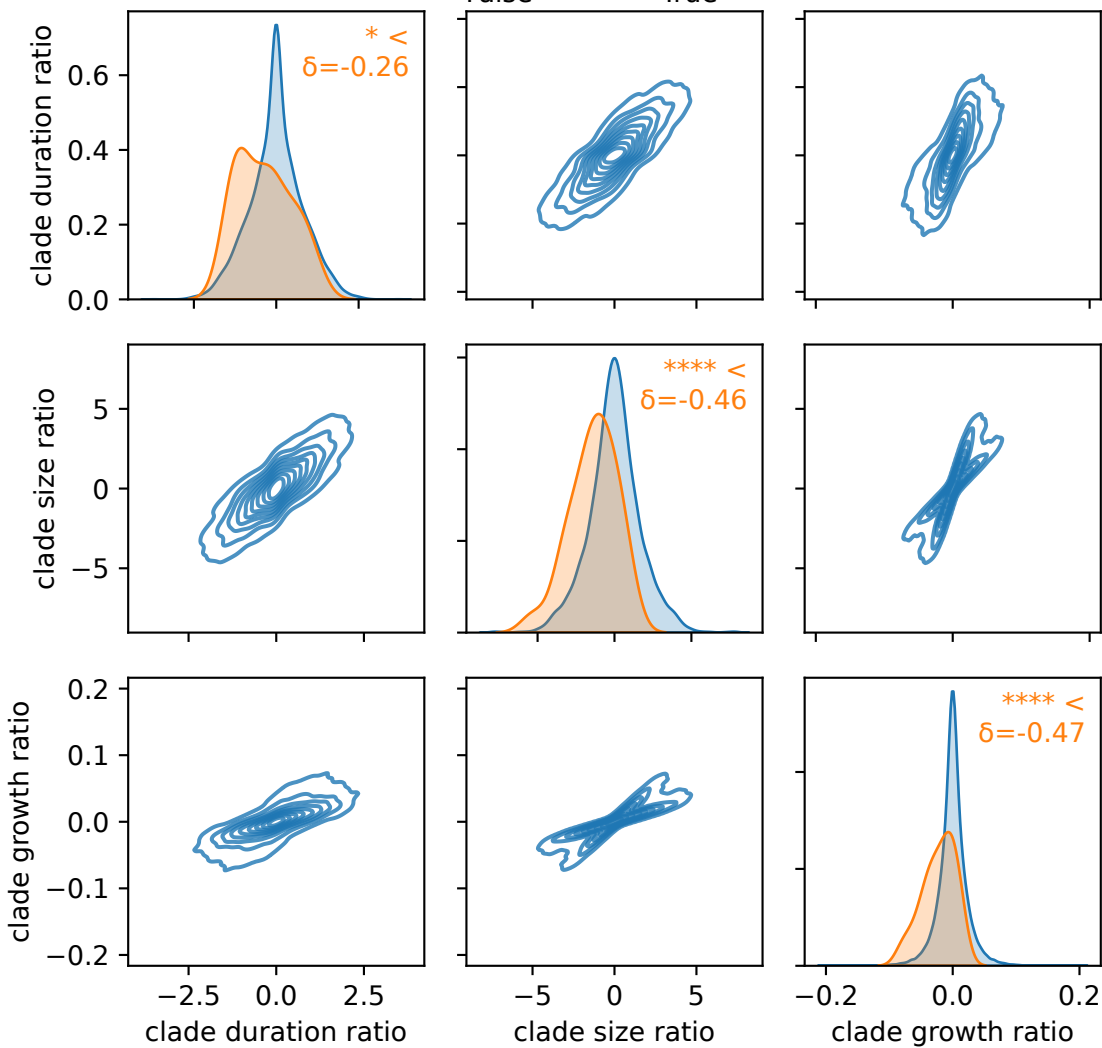 True
* <
δ=-0.26
clade duration ratio
0.6
0.4
0.2
0.0
**** <
δ=-0.46
clade size ratio
5
0
−5
**** <
δ=-0.47
clade growth ratio
0.2
0.1
0.0
−0.1
−0.2
−2.5 0.0 2.5 −5 0 5 −0.2 0.0 0.2
clade duration ratio clade size ratio clade growth ratio